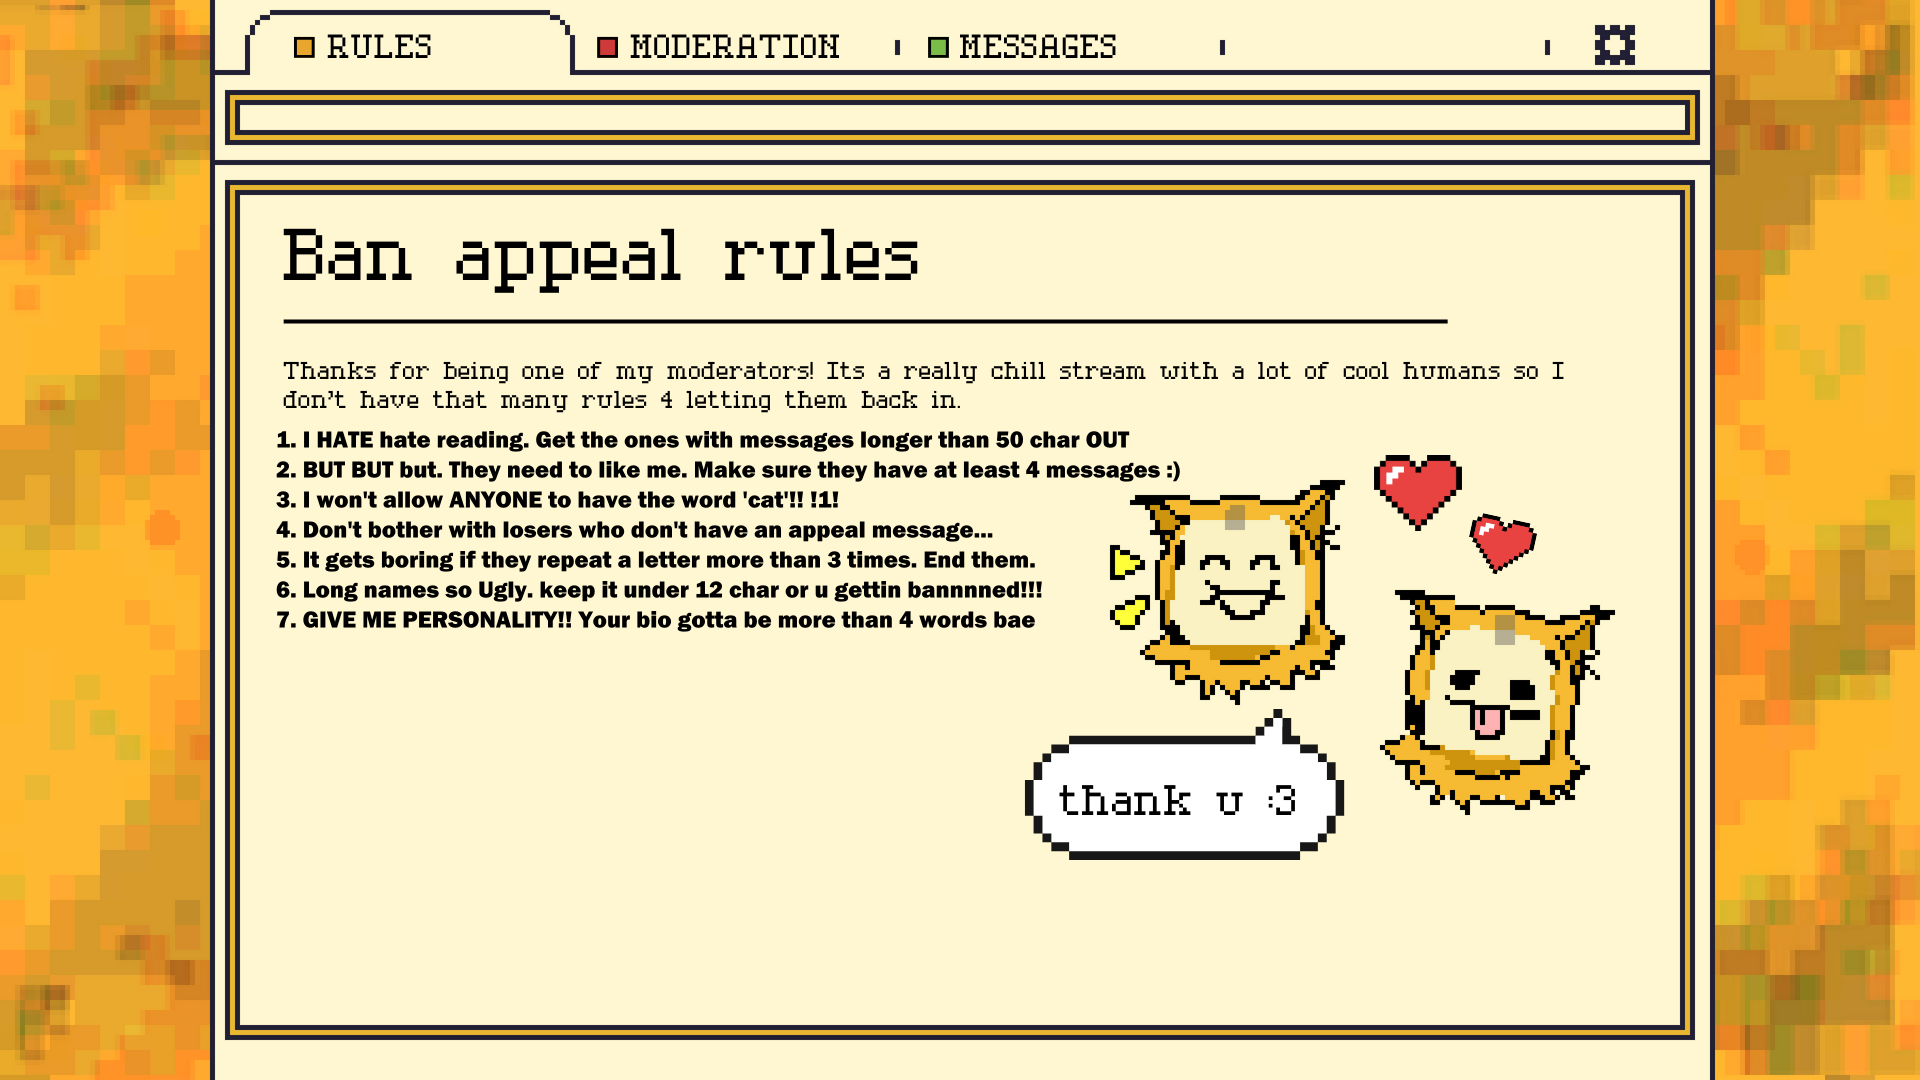 RULES
MODERATION
MESSAGES
Ban appeal rules
Thanks for being one of my moderators! Its a really chill stream with a lot of cool humans so I
don't have that many rules 4 letting them back in.
1. I HATE hate reading. Get the ones with messages longer than 50 char OUT
2. BUT BUT but. They need to like me. Make sure they have at least 4 messages :)
3. I won't allow ANYONE to have the word 'cat'!! !1!
4. Don't bother with losers who don't have an appeal message...
5. It gets boring if they repeat a letter more than 3 times. End them.
6. Long names so Ugly. keep it under 12 char or u gettin bannnned!!!
7. GIVE ME PERSONALITY!! Your bio gotta be more than 4 words bae
thank u :3